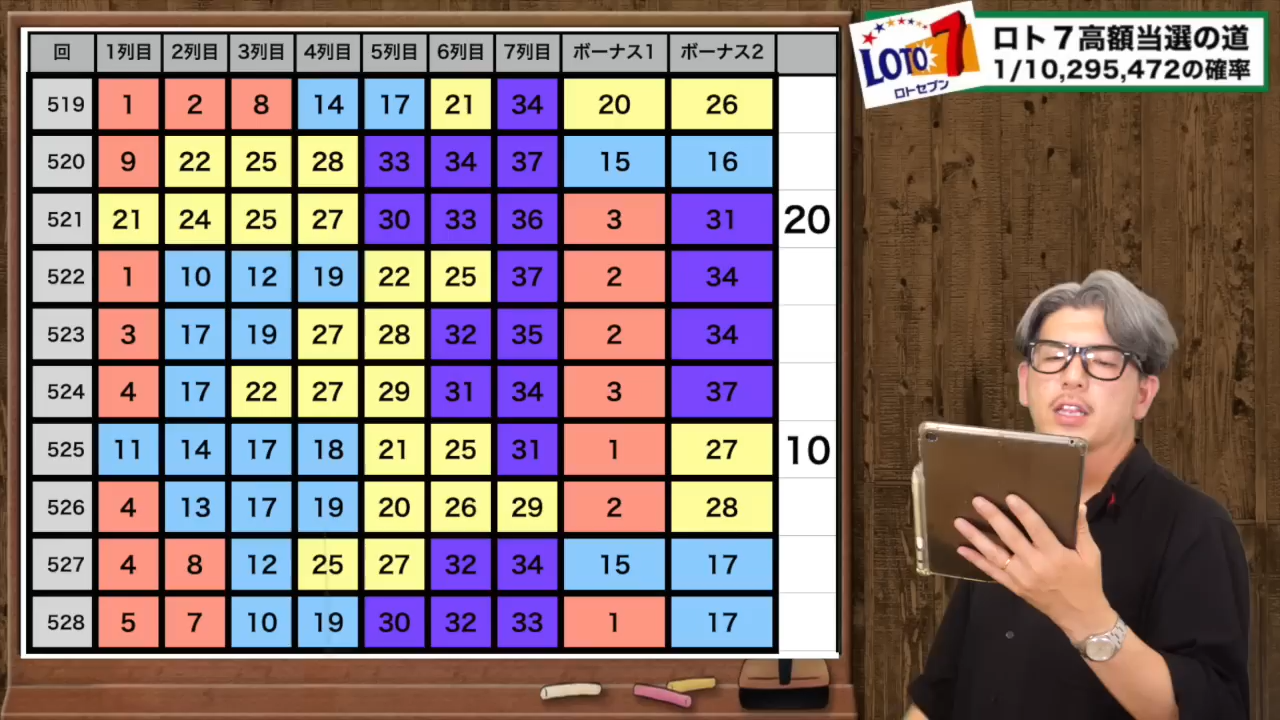 回 1列目 2列目 3列目 4列目 5列目 6列目 7列目 ボーナス1 ボーナス2
519 1 2 8 14 17 21 34 20 26
520 9 22 25 28 33 34 37 15 16
521 21 24 25 27 30 33 36 3 31 20
522 1 10 12 19 22 25 37 2 34
523 3 17 19 27 28 32 35 2 34
524 4 17 22 27 29 31 34 3 37
525 11 14 17 18 21 25 31 1 27 10
526 4 13 17 19 20 26 29 2 28
527 4 8 12 25 27 32 34 15 17
528 5 7 10 19 30 32 33 1 17
LOTO 7
ロトセブン
ロト7高額当選の道
1/10,295,472の確率